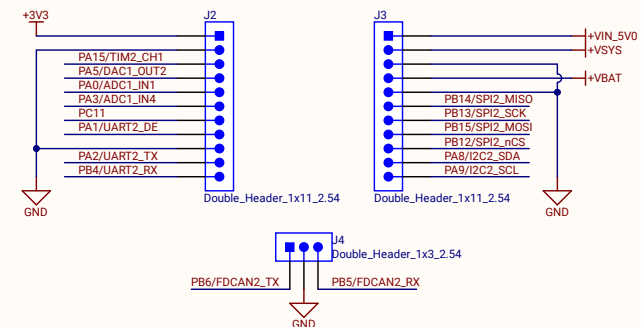 J2
+3V3
PA15/TIM2_CH1
PA5/DAC1_OUT2
PA0/ADC1_IN1
PA3/ADC1_IN4
PC11
PA1/UART2_DE
PA2/UART2_TX
PB4/UART2_RX
GND
Double_Header_1x11_2.54
J3
+VIN_5V0
+VSYS
+VBAT
PB14/SPI2_MISO
PB13/SPI2_SCK
PB15/SPI2_MOSI
PB12/SPI2_nCS
PA8/I2C2_SDA
PA9/I2C2_SCL
Double_Header_1x11_2.54
GND
J4
Double_Header_1x3_2.54
PB6/FDCAN2_TX
PB5/FDCAN2_RX
GND